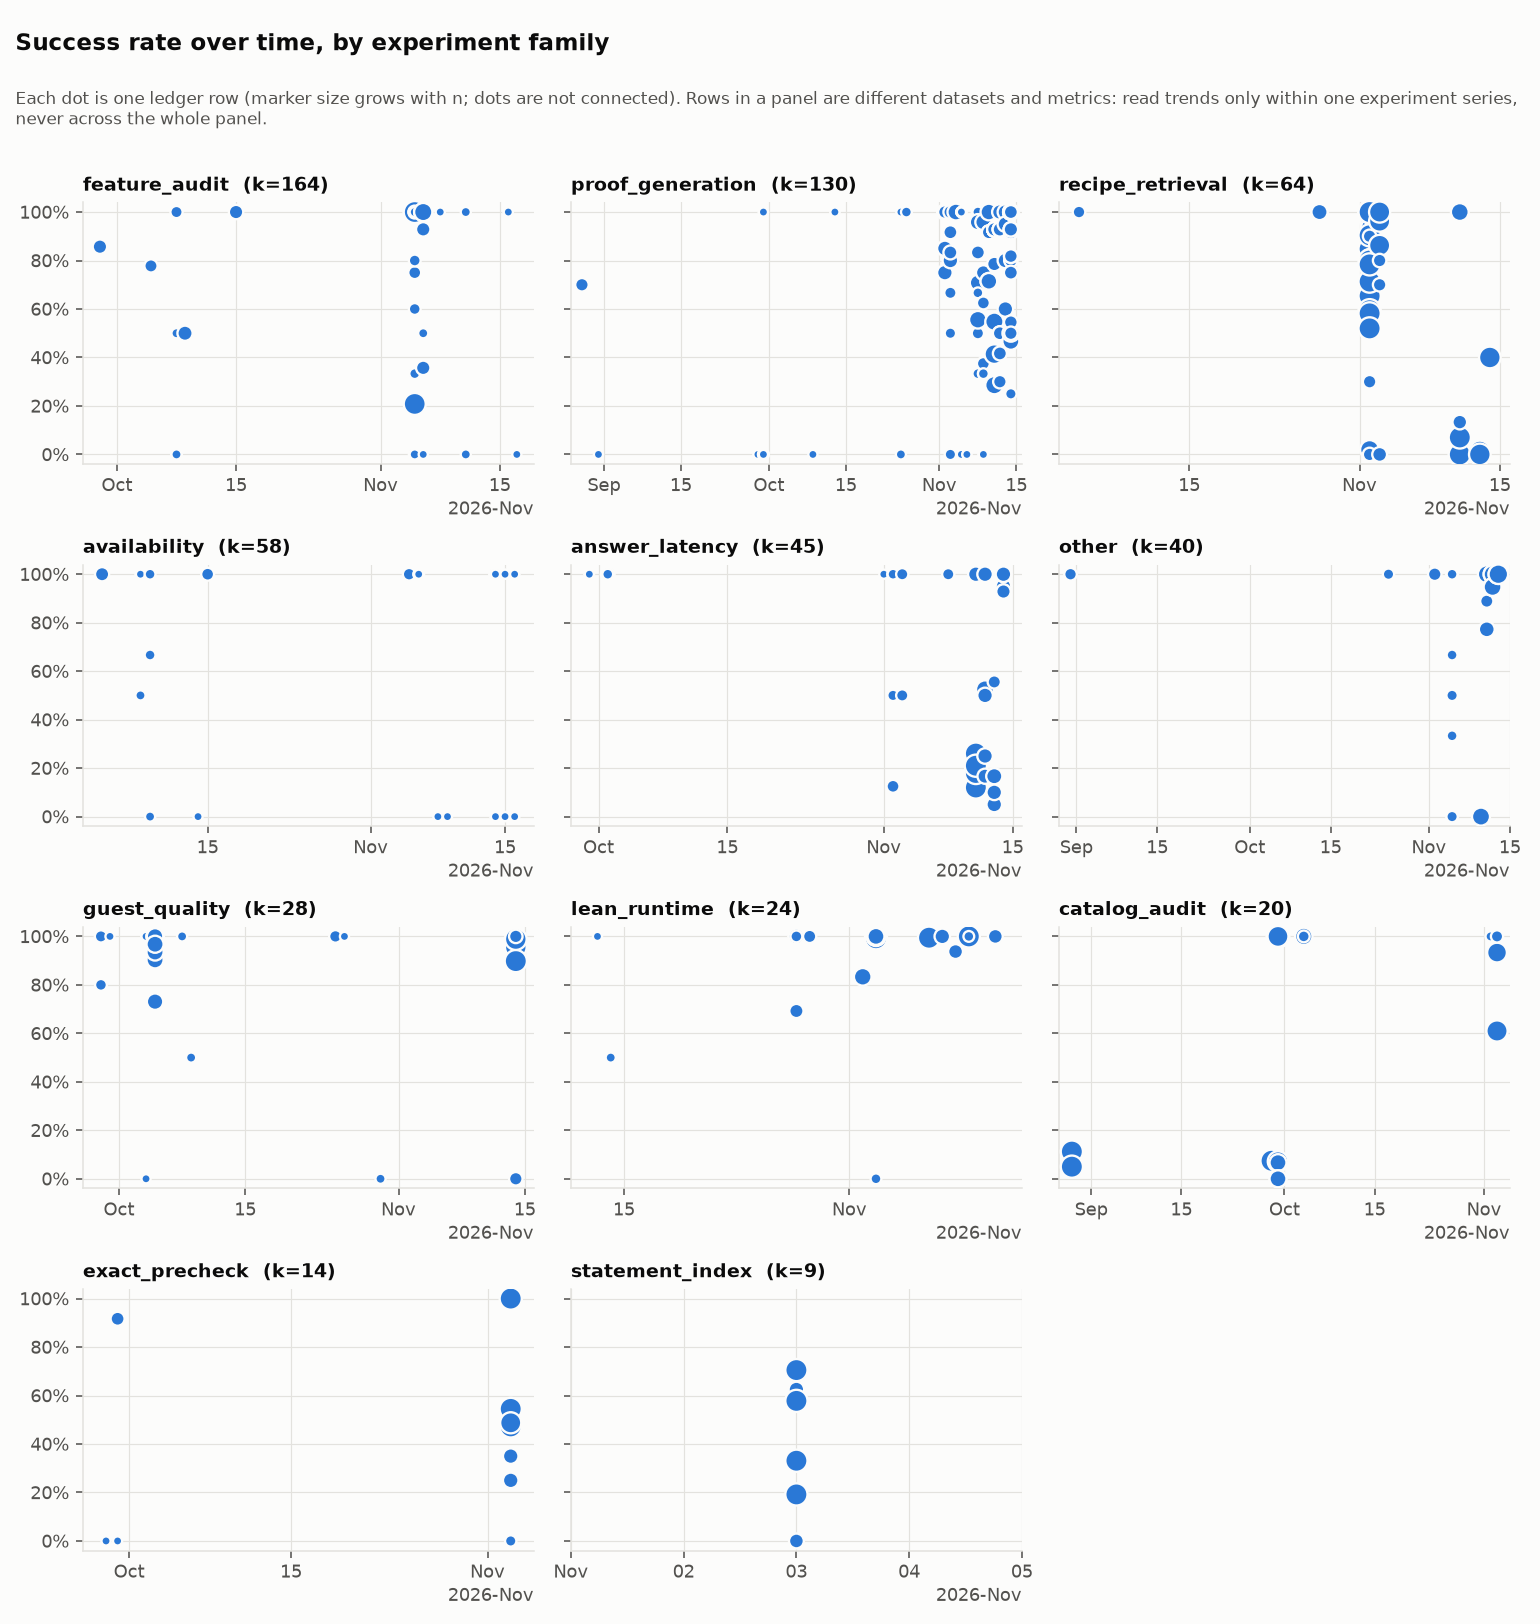 Success rate over time, by experiment family
Each dot is one ledger row (marker size grows with n; dots are not connected). Rows in a panel are different datasets and metrics: read trends only within one experiment series,
never across the whole panel.
feature_audit (k=164)
100%
80%
60%
40%
20%
0%
Oct 15 Nov 15
2026-Nov
proof_generation (k=130)
Sep 15 Oct 15 Nov 15
2026-Nov
recipe_retrieval (k=64)
15 Nov 15
2026-Nov
availability (k=58)
100%
80%
60%
40%
20%
0%
15 Nov 15
2026-Nov
answer_latency (k=45)
Oct 15 Nov 15
2026-Nov
other (k=40)
Sep 15 Oct 15 Nov 15
2026-Nov
guest_quality (k=28)
100%
80%
60%
40%
20%
0%
Oct 15 Nov 15
2026-Nov
lean_runtime (k=24)
15 Nov
2026-Nov
catalog_audit (k=20)
Sep 15 Oct 15 Nov
2026-Nov
exact_precheck (k=14)
100%
80%
60%
40%
20%
0%
Oct 15 Nov
2026-Nov
statement_index (k=9)
Nov 02 03 04 05
2026-Nov